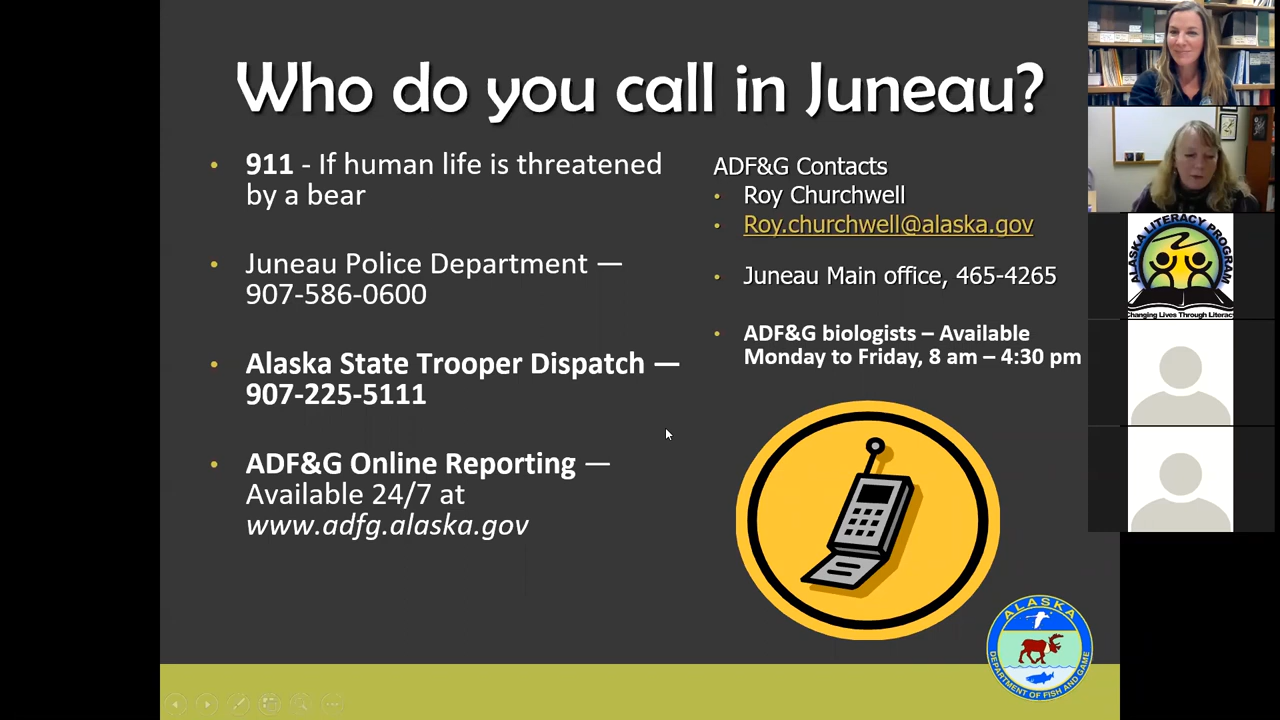 Who do you call in Juneau?
911 - If human life is threatened
by a bear
Juneau Police Department —
907-586-0600
Alaska State Trooper Dispatch —
907-225-5111
ADF&G Online Reporting —
Available 24/7 at
www.adfg.alaska.gov
ADF&G Contacts
Roy Churchwell
Roy.churchwell@alaska.gov
Juneau Main office, 465-4265
ADF&G biologists – Available
Monday to Friday, 8 am – 4:30 pm
ALASKA LITERACY PROGRAM
Changing Lives Through Literac
ALASKA
DEPARTMENT OF FISH AND GAME